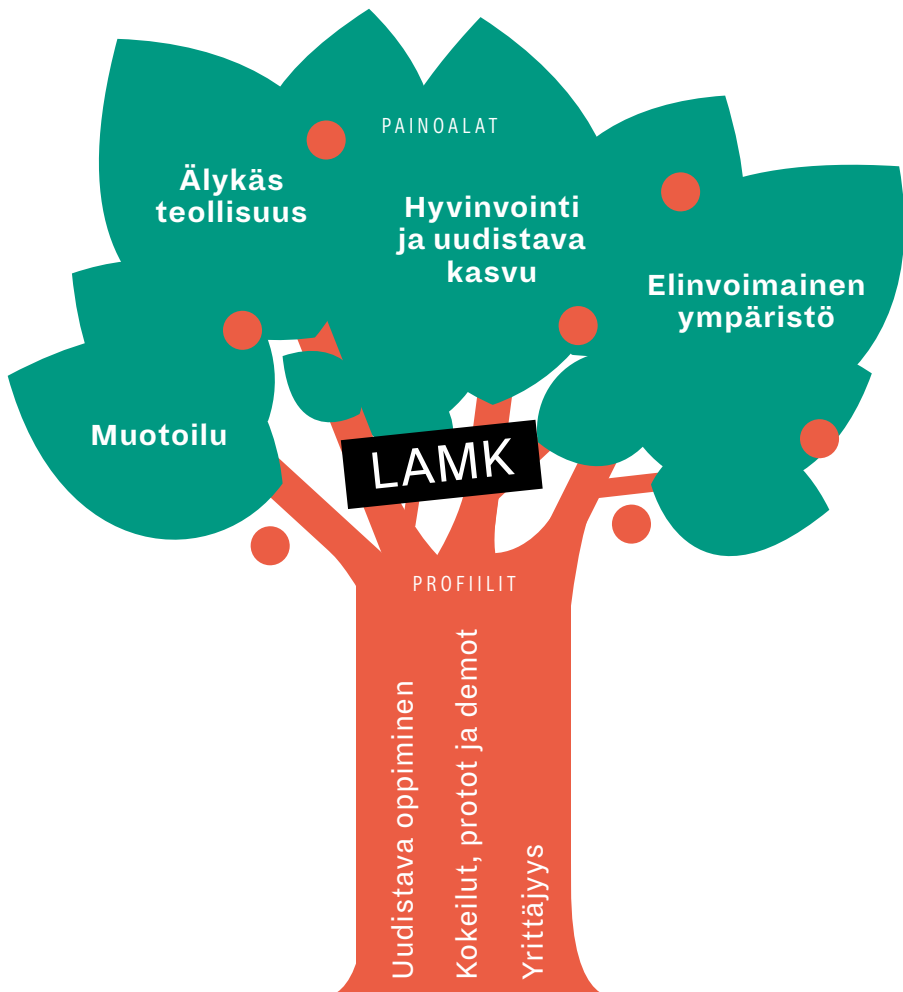 PAINOALAT
Älykäs
teollisuus
Hyvinvointi
ja uudistava
kasvu
Elinvoimainen
ympäristö
Muotoilu
LAMK
PROFIILIT
Uudistava oppiminen
Kokeilut, protot ja demot
Yrittäjyys